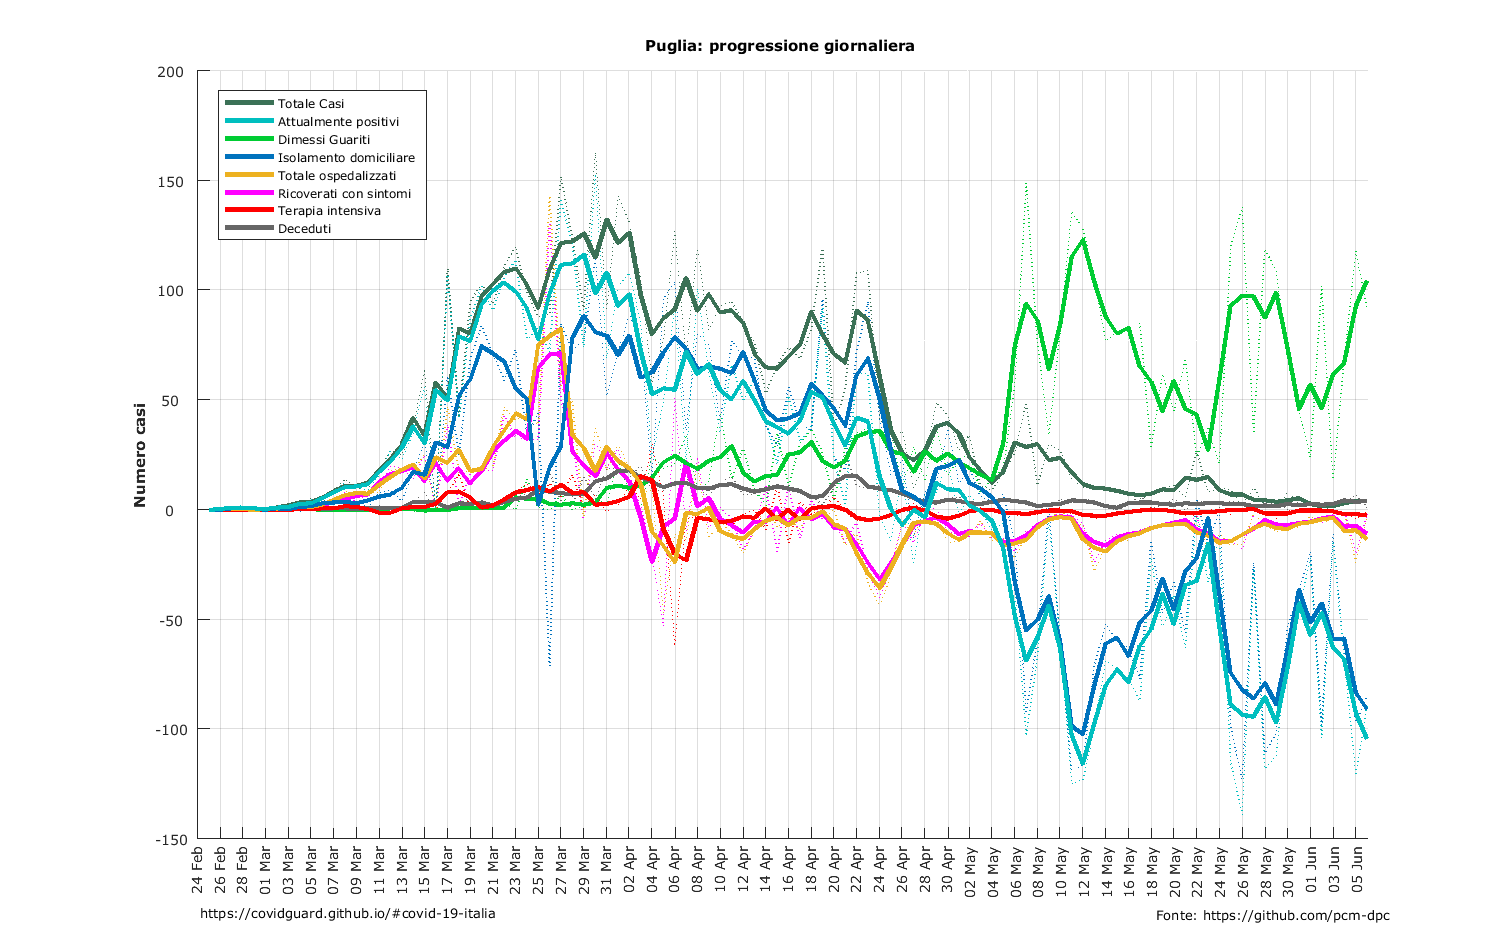 Puglia: progressione giornaliera
Numero casi
200
150
100
50
0
-50
-100
-150
Totale Casi
Attualmente positivi
Dimessi Guariti
Isolamento domiciliare
Totale ospedalizzati
Ricoverati con sintomi
Terapia intensiva
Deceduti
24 Feb
26 Feb
28 Feb
01 Mar
03 Mar
05 Mar
07 Mar
09 Mar
11 Mar
13 Mar
15 Mar
17 Mar
19 Mar
21 Mar
23 Mar
25 Mar
27 Mar
29 Mar
31 Mar
02 Apr
04 Apr
06 Apr
08 Apr
10 Apr
12 Apr
14 Apr
16 Apr
18 Apr
20 Apr
22 Apr
24 Apr
26 Apr
28 Apr
30 Apr
02 May
04 May
06 May
08 May
10 May
12 May
14 May
16 May
18 May
20 May
22 May
24 May
26 May
28 May
30 May
01 Jun
03 Jun
05 Jun
https://covidguard.github.io/#covid-19-italia
Fonte: https://github.com/pcm-dpc